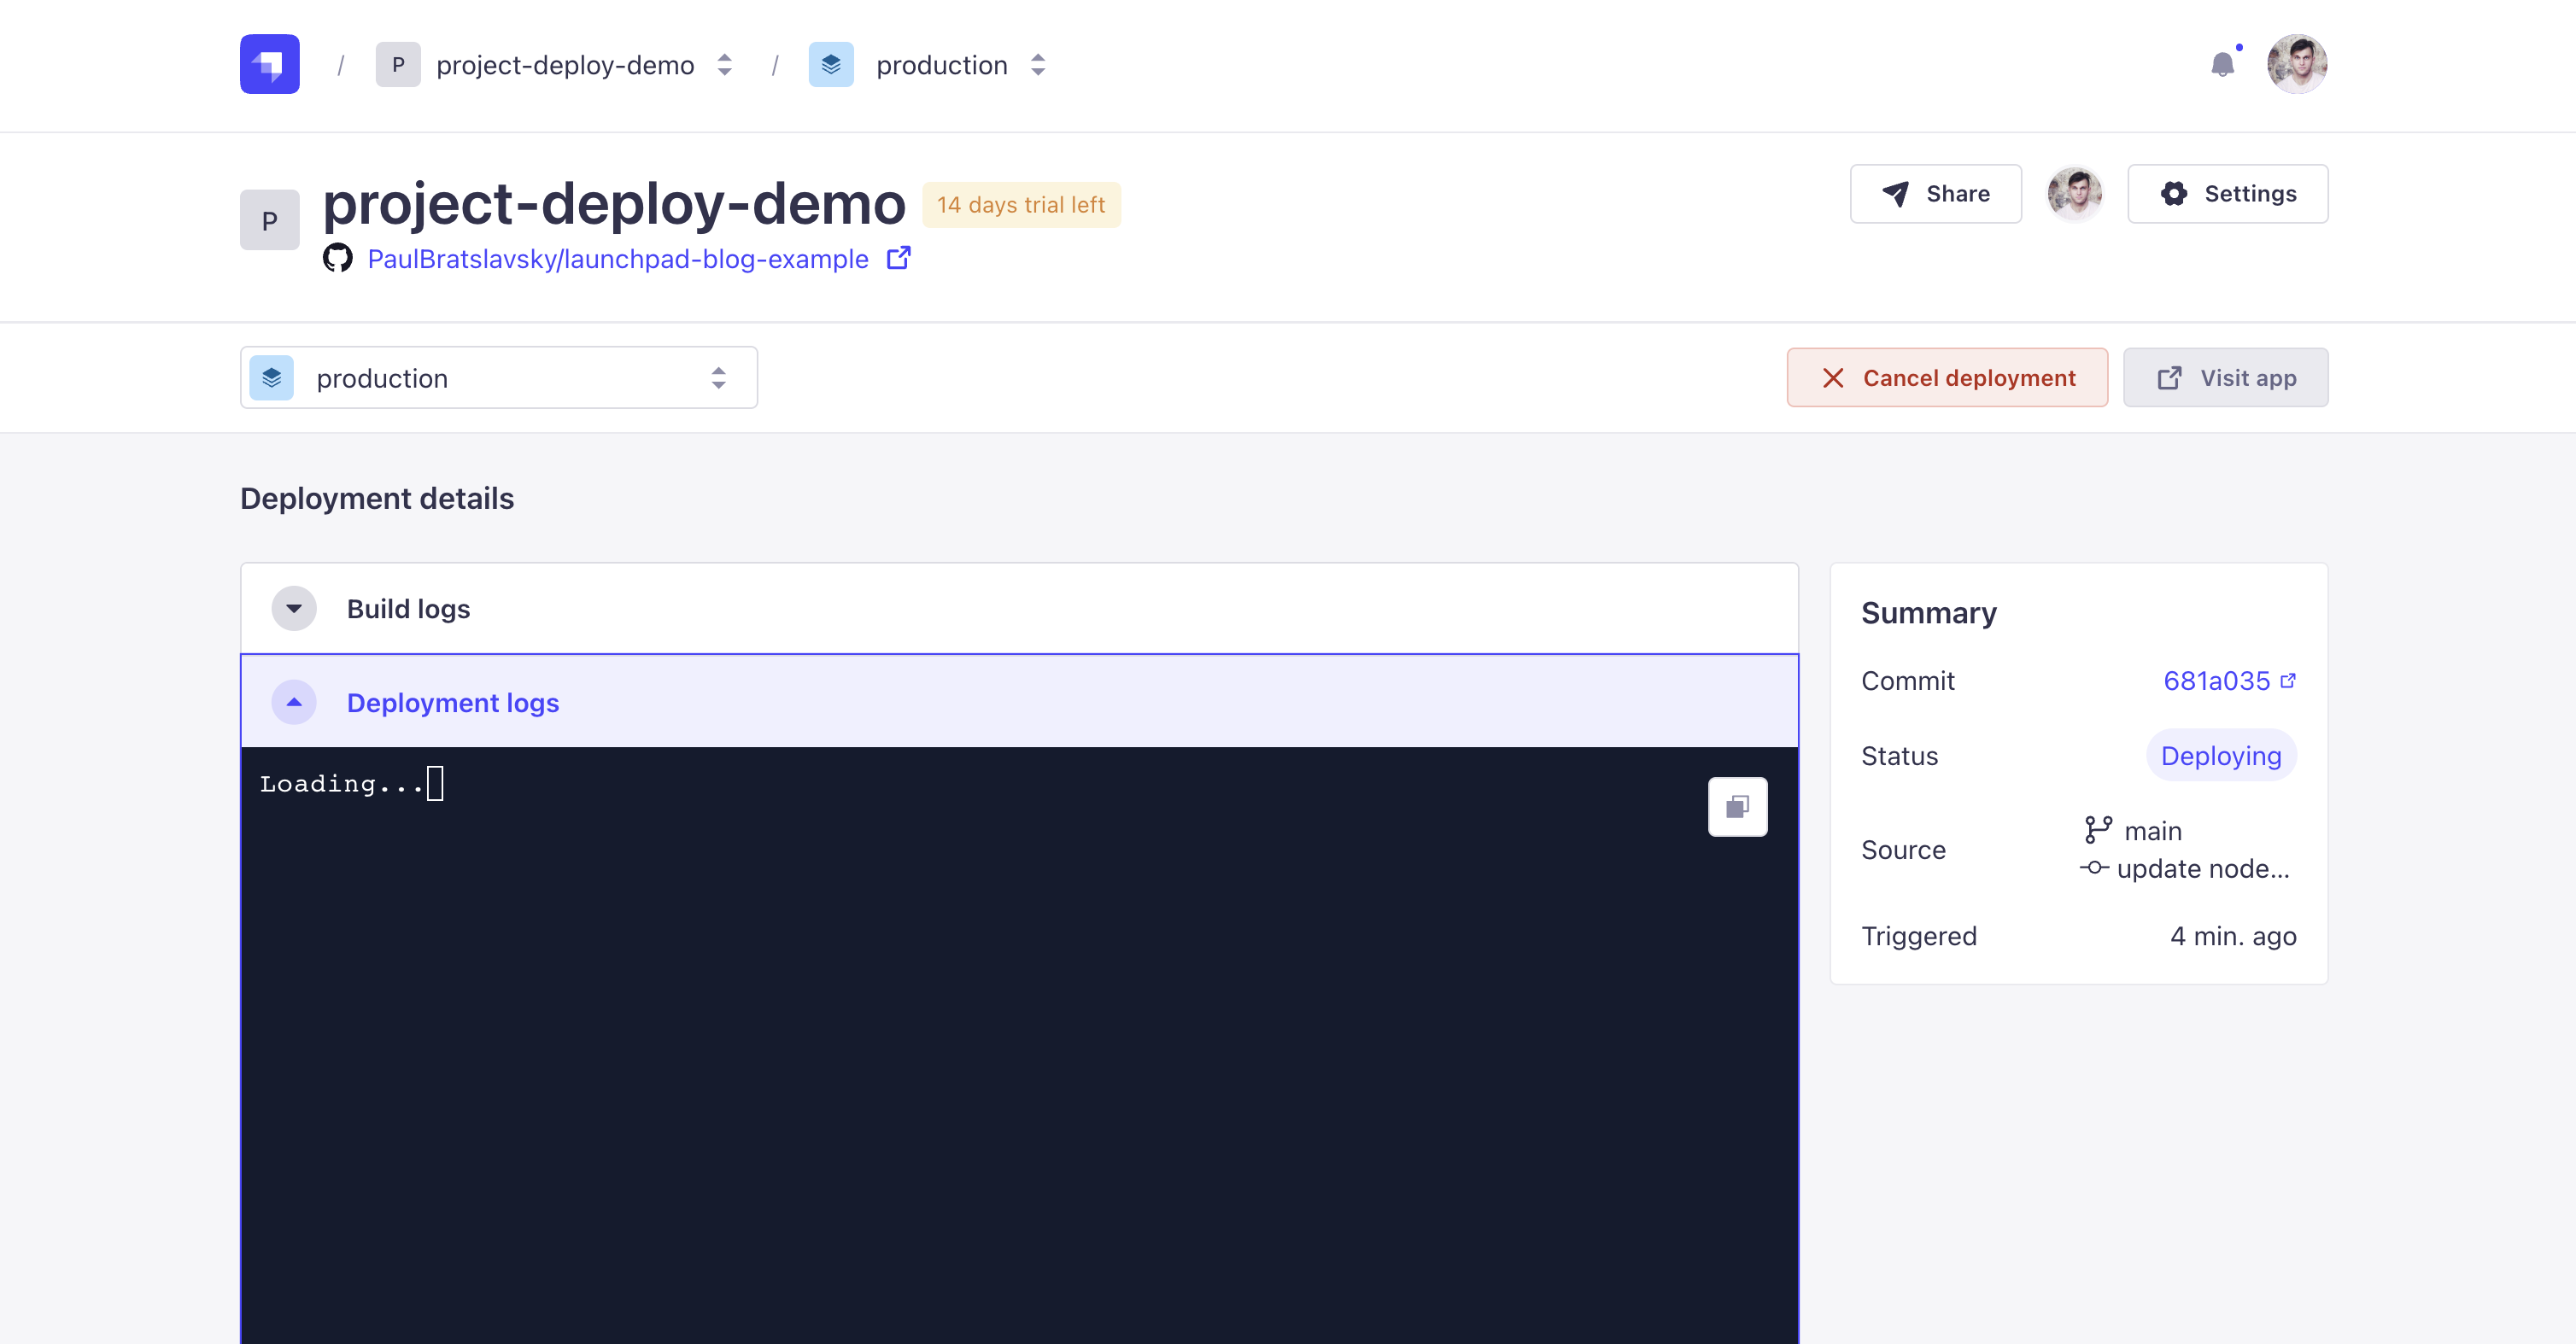 / P project-deploy-demo / production
P
project-deploy-demo 14 days trial left
PaulBratslavsky/launchpad-blog-example
Share
Settings
production
Cancel deployment
Visit app
Deployment details
Build logs
Deployment logs
Loading...
Summary
Commit 681a035
Status Deploying
Source main
update node...
Triggered 4 min. ago